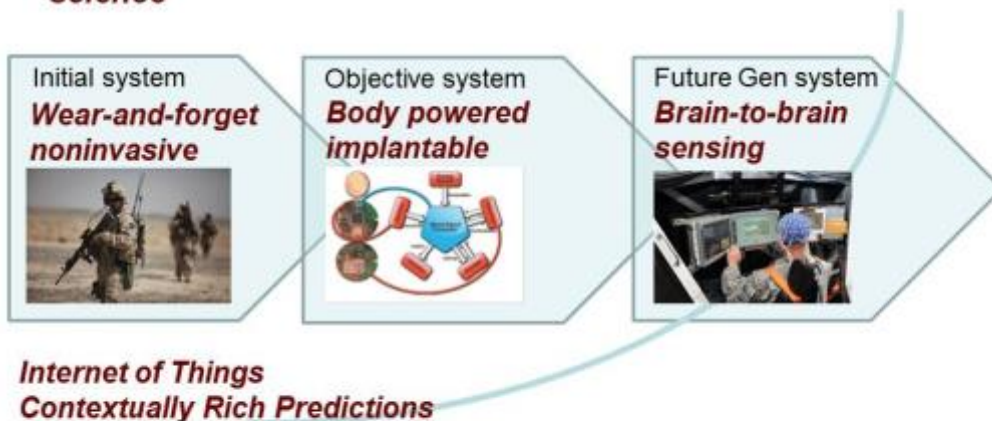 Science
Initial system
Wear-and-forget
noninvasive
Objective system
Body powered
implantable
Future Gen system
Brain-to-brain
sensing
Internet of Things
Contextually Rich Predictions